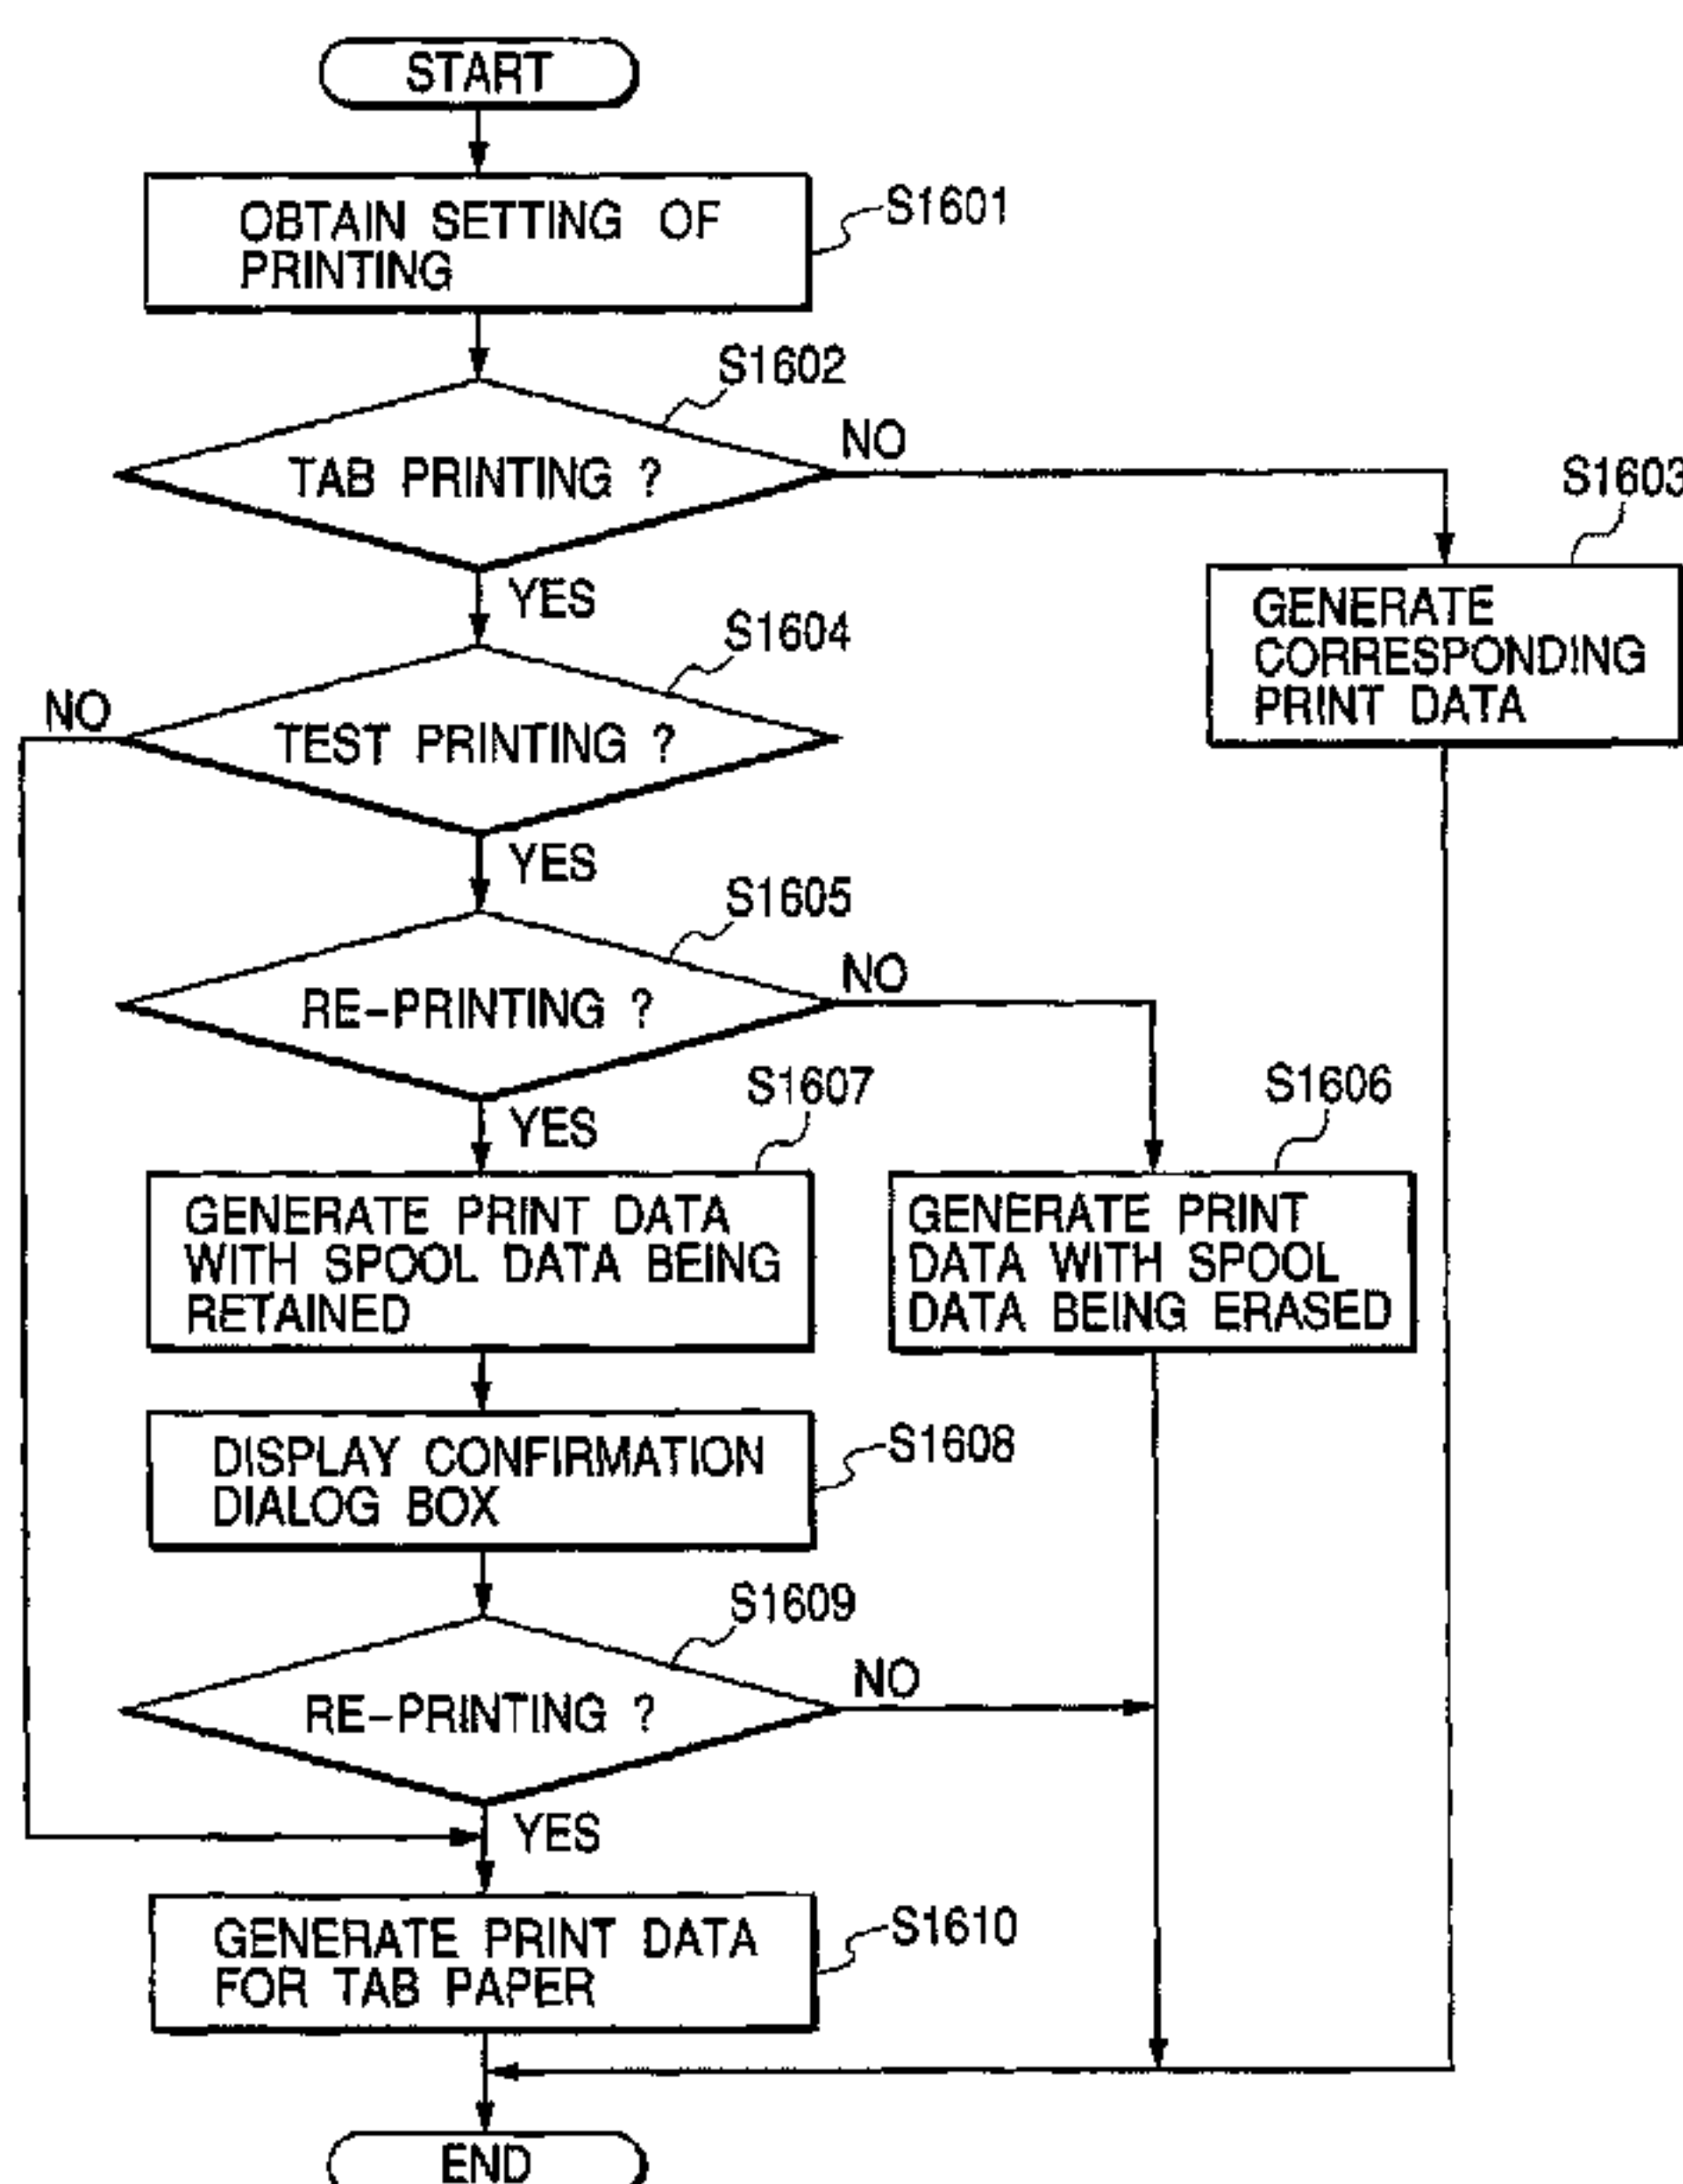 START
OBTAIN SETTING OF
PRINTING
S1601
S1602
TAB PRINTING ?
NO
S1603
YES
GENERATE
CORRESPONDING
PRINT DATA
S1604
NO
TEST PRINTING ?
YES
S1605
RE-PRINTING ?
NO
YES
S1607
S1606
GENERATE PRINT DATA
WITH SPOOL DATA BEING
RETAINED
GENERATE PRINT
DATA WITH SPOOL
DATA BEING ERASED
DISPLAY CONFIRMATION
DIALOG BOX
S1608
S1609
RE-PRINTING ?
NO
YES
GENERATE PRINT DATA
FOR TAB PAPER
S1610
END